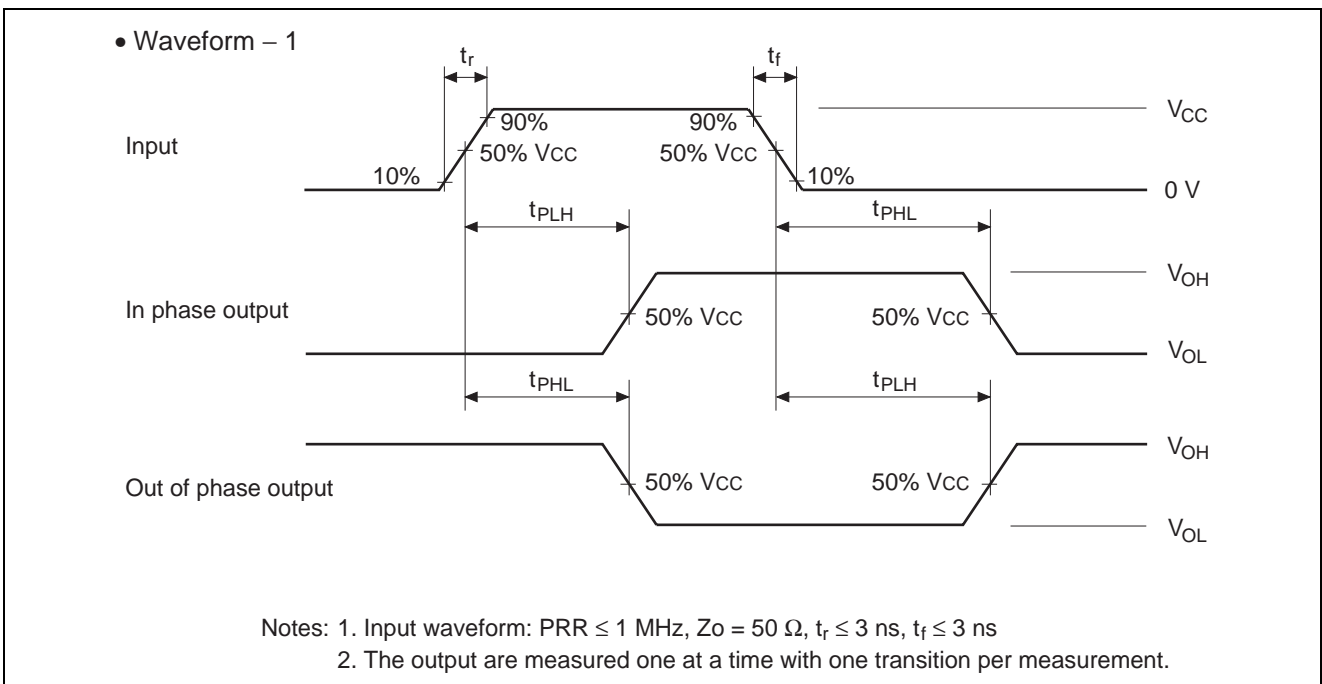 • Waveform – 1
tr
tf
Input
90%
90%
VCC
50% VCC
50% VCC
10%
10%
0 V
tPLH
tPHL
In phase output
VOH
50% VCC
50% VCC
VOL
tPHL
tPLH
Out of phase output
VOH
50% VCC
50% VCC
VOL
Notes: 1. Input waveform: PRR ≤ 1 MHz, Zo = 50 Ω, tr ≤ 3 ns, tf ≤ 3 ns
2. The output are measured one at a time with one transition per measurement.